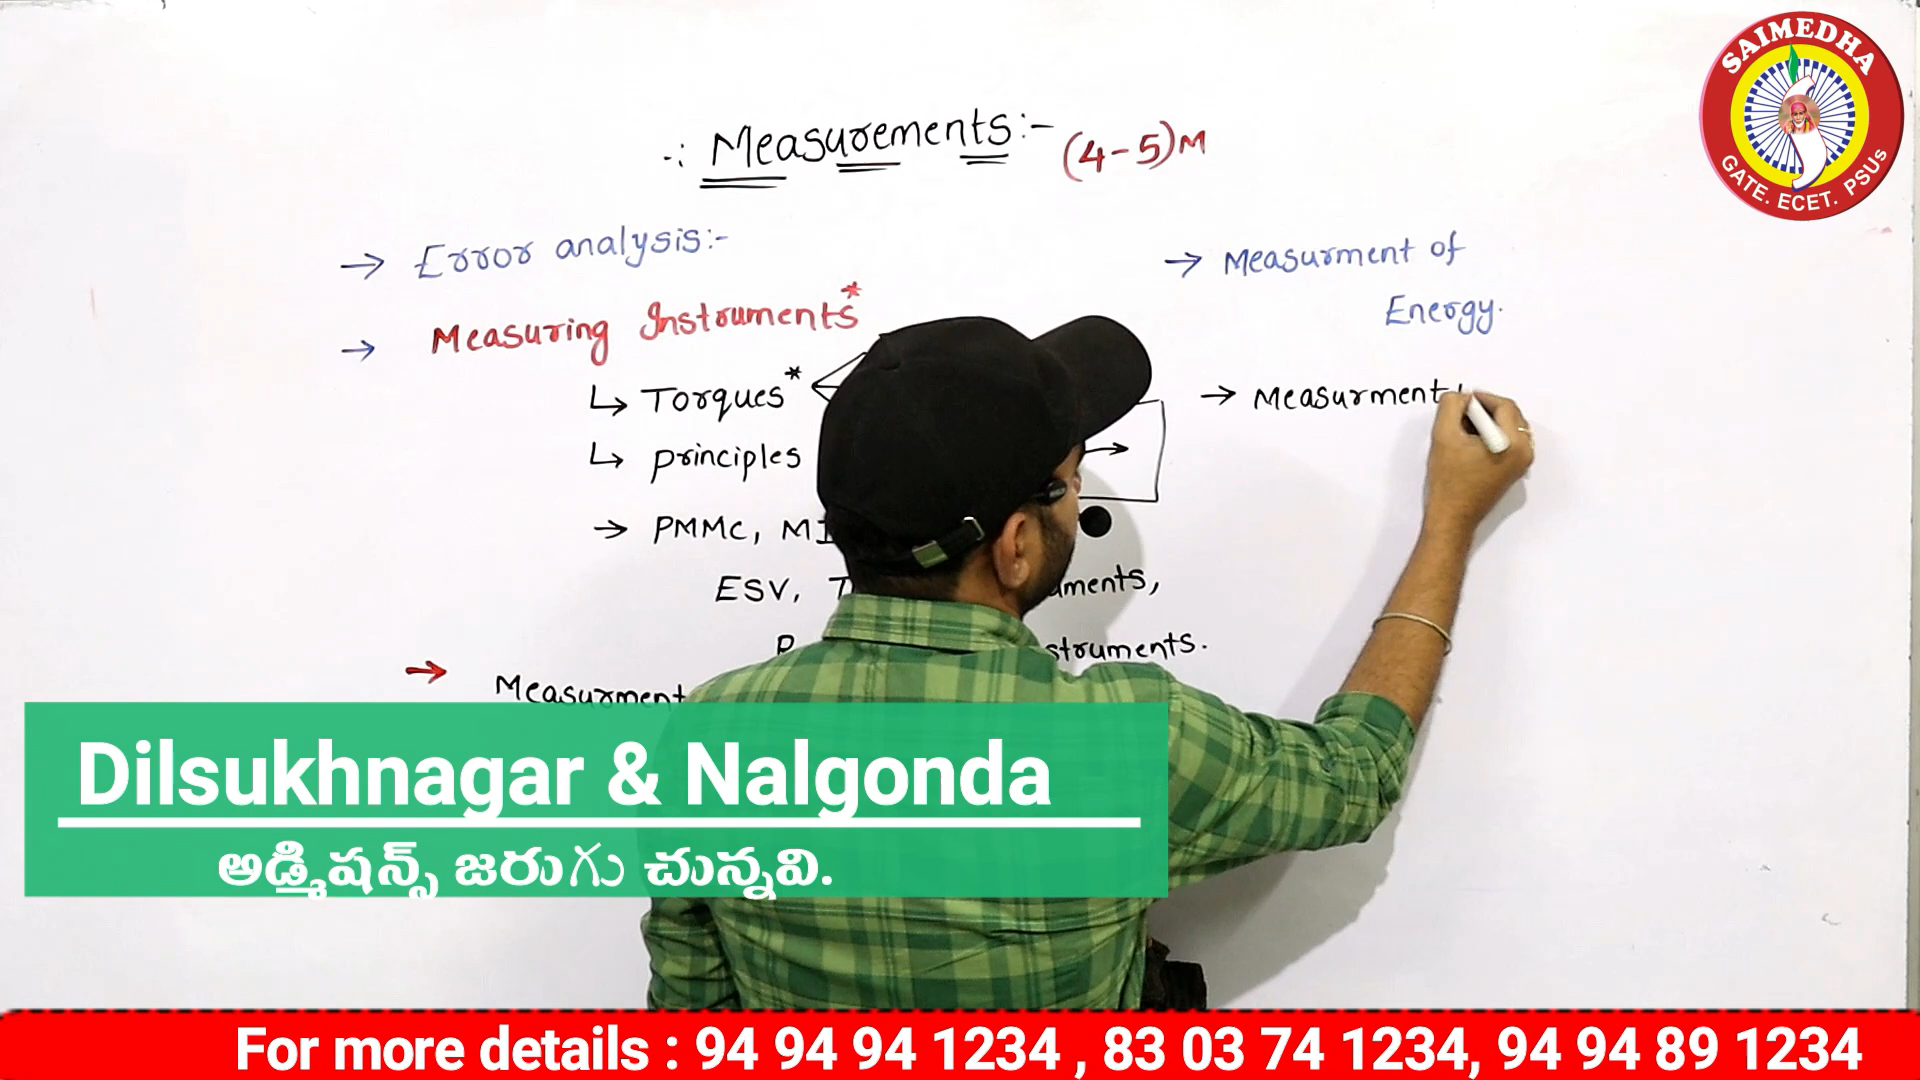 SAIMEDHA
GATE. ECET. PSUs
∴ Measurements:- (4-5)M
→ Error analysis:-
→ Measuring Instruments*
↳ Torques*
↳ principles
→ PMMC,
ESV,
struments.
→ Measurment
→ Measurment of
Energy.
→ Measurment
Dilsukhnagar & Nalgonda
అడ్మిషన్స్ జరుగు చున్నవి.
For more details : 94 94 94 1234 , 83 03 74 1234, 94 94 89 1234